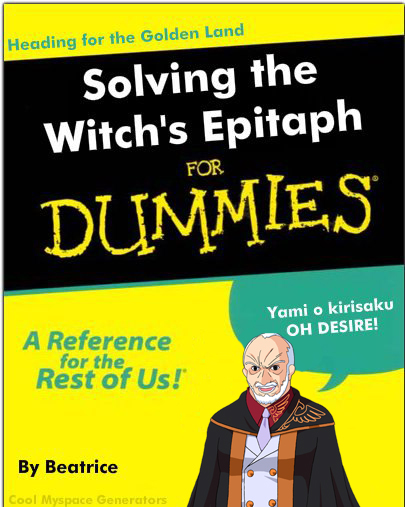 Heading for the Golden Land
Solving the
Witch's Epitaph
FOR
DUMMIES®
A Reference
for the
Rest of Us!®
Yami o kirisaku
OH DESIRE!
By Beatrice
Cool Myspace Generators